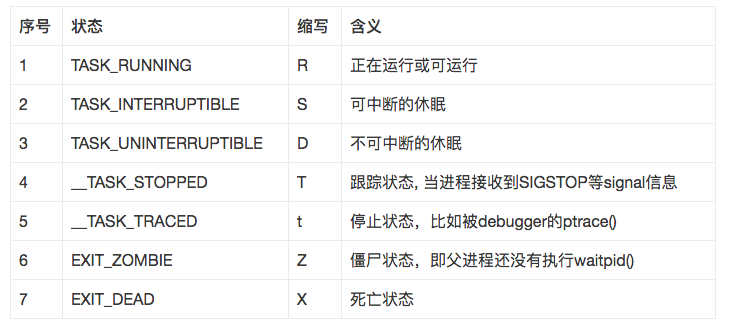 序号 状态 缩写 含义
1 TASK_RUNNING R 正在运行或可运行
2 TASK_INTERRUPTIBLE S 可中断的休眠
3 TASK_UNINTERRUPTIBLE D 不可中断的休眠
4 __TASK_STOPPED T 跟踪状态, 当进程接收到SIGSTOP等signal信息
5 __TASK_TRACED t 停止状态，比如被debugger的ptrace()
6 EXIT_ZOMBIE Z 僵尸状态，即父进程还没有执行waitpid()
7 EXIT_DEAD X 死亡状态